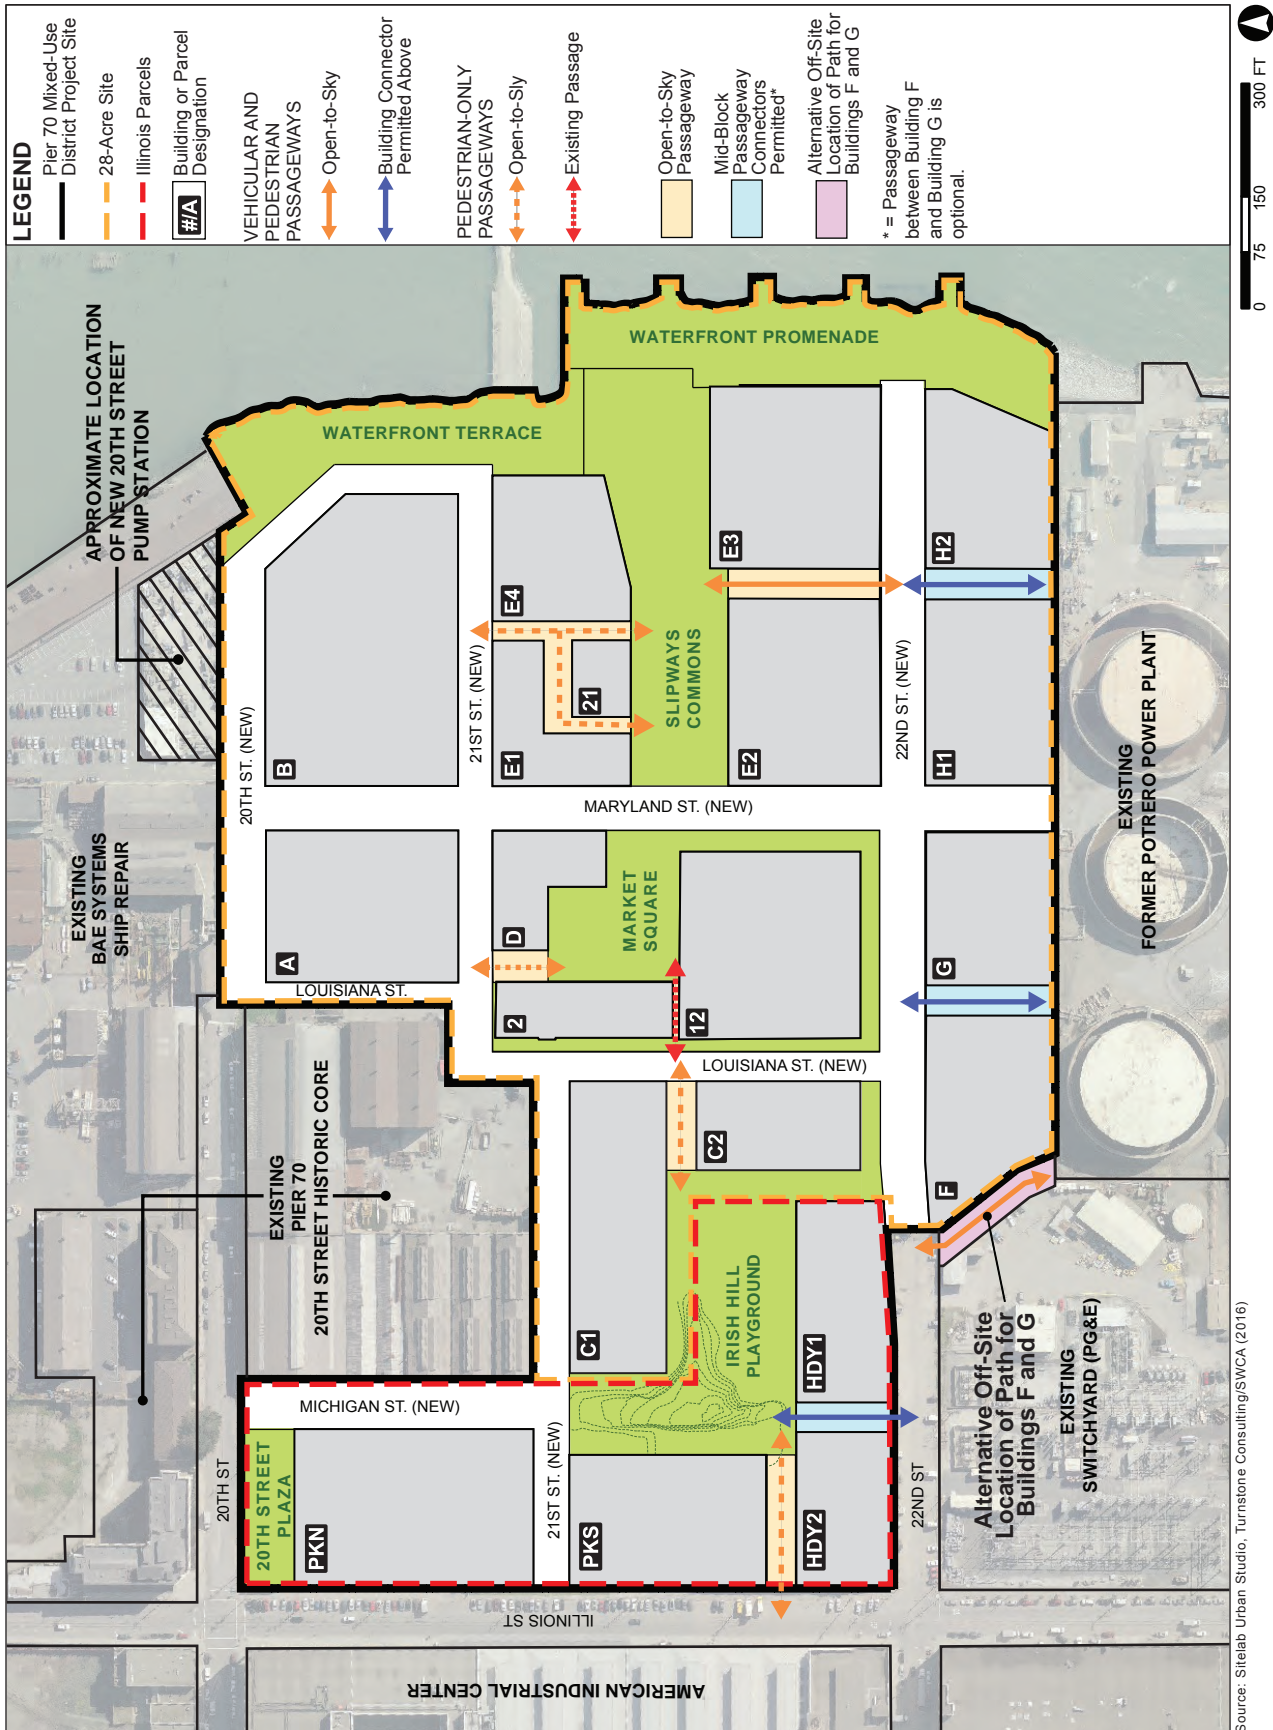 LEGEND
Pier 70 Mixed-Use
District Project Site
28-Acre Site
Illinois Parcels
#/A
Building or Parcel
Designation
VEHICULAR AND
PEDESTRIAN
PASSAGEWAYS
Open-to-Sky
Building Connector
Permitted Above
PEDESTRIAN-ONLY
PASSAGEWAYS
Open-to-Sly
Existing Passage
Open-to-Sky
Passageway
Mid-Block
Passageway
Connectors
Permitted*
Alternative Off-Site
Location of Path for
Buildings F and G
* = Passageway
between Building F
and Building G is
optional.
0
75
150
300 FT
APPROXIMATE LOCATION
OF NEW 20TH STREET
PUMP STATION
WATERFRONT TERRACE
WATERFRONT PROMENADE
EXISTING
BAE SYSTEMS
SHIP REPAIR
20TH ST. (NEW)
B
A
LOUISIANA ST.
21ST ST. (NEW)
E4
E1
21
SLIPWAYS
COMMONS
E3
E2
22ND ST. (NEW)
H2
H1
MARYLAND ST. (NEW)
D
2
MARKET
SQUARE
12
G
F
LOUISIANA ST. (NEW)
C1
C2
EXISTING
PIER 70
20TH STREET HISTORIC CORE
EXISTING
FORMER POTRERO POWER PLANT
MICHIGAN ST. (NEW)
IRISH HILL
PLAYGROUND
HDY1
HDY2
20TH ST
20TH STREET
PLAZA
PKN
21ST ST. (NEW)
PKS
22ND ST
Alternative Off-Site
Location of Path for
Buildings F and G
EXISTING
SWITCHYARD (PG&E)
ILLINOIS ST
AMERICAN INDUSTRIAL CENTER
Source: Sitelab Urban Studio, Turnstone Consulting/SWCA (2016)